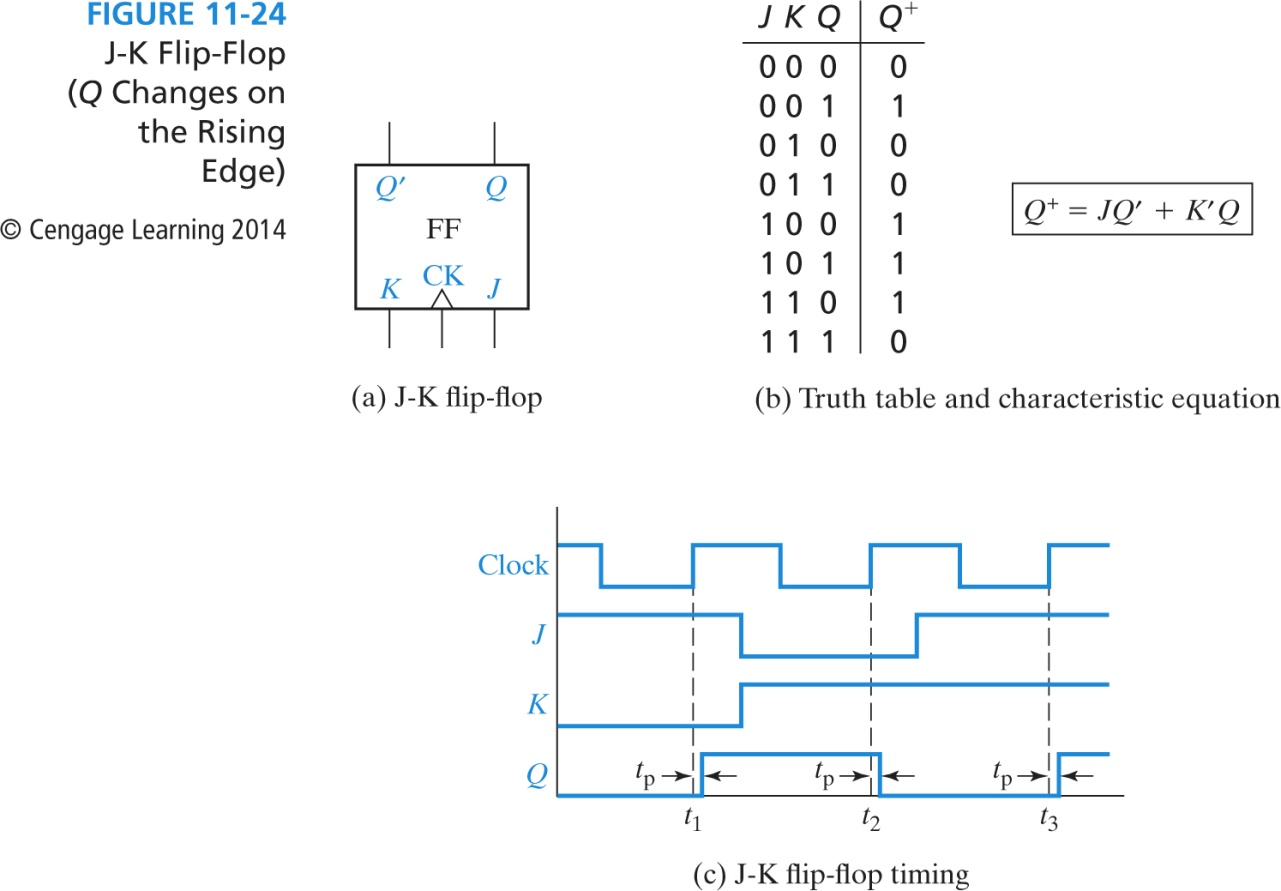 FIGURE 11-24
J-K Flip-Flop
(Q Changes on
the Rising
Edge)
© Cengage Learning 2014
Q′ Q
FF
K CK J
(a) J-K flip-flop
J K Q Q⁺
0 0 0 0
0 0 1 1
0 1 0 0
0 1 1 0
1 0 0 1
1 0 1 1
1 1 0 1
1 1 1 0
Q⁺ = JQ′ + K′Q
(b) Truth table and characteristic equation
Clock
J
K
Q tp tp tp
t1 t2 t3
(c) J-K flip-flop timing